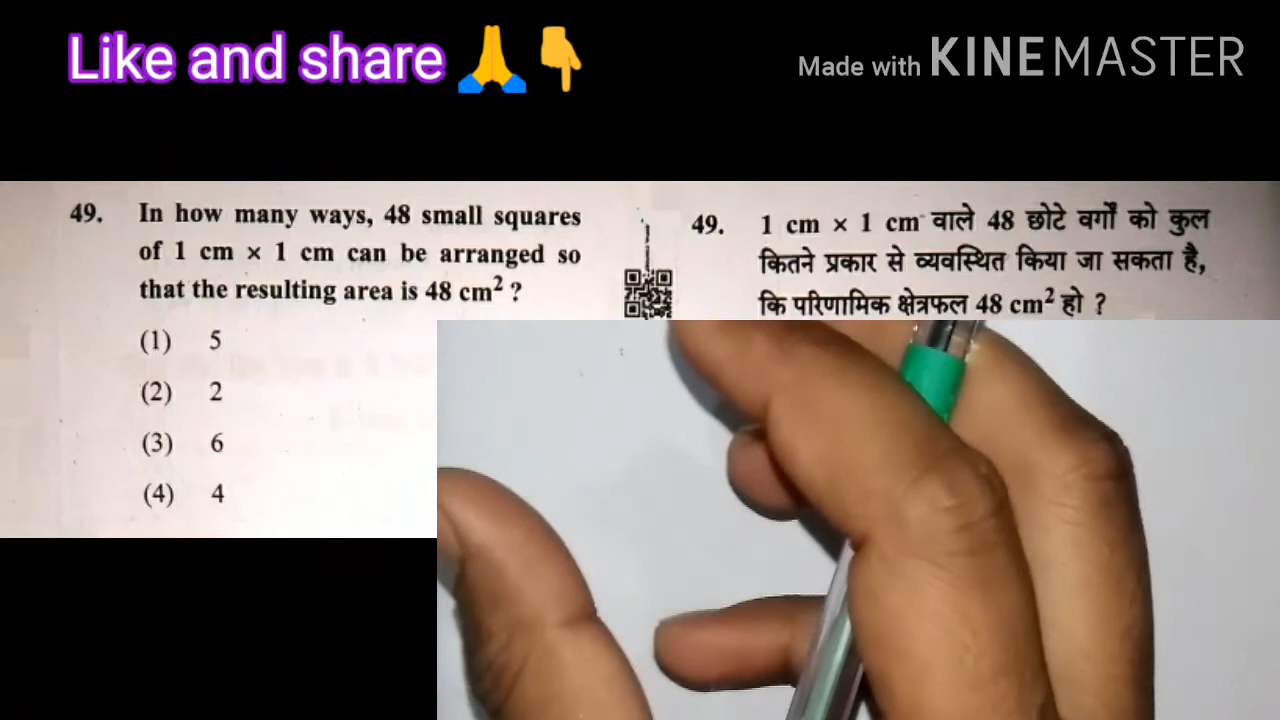 Like and share 🙏👇
Made with KINEMASTER
49. In how many ways, 48 small squares
of 1 cm × 1 cm can be arranged so
that the resulting area is 48 cm² ?
(1) 5
(2) 2
(3) 6
(4) 4
49. 1 cm × 1 cm वाले 48 छोटे वर्गों को कुल
कितने प्रकार से व्यवस्थित किया जा सकता है,
कि परिणामिक क्षेत्रफल 48 cm² हो ?